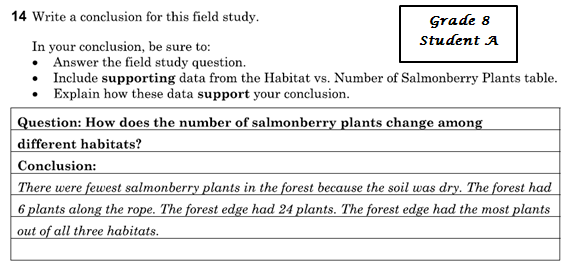 14 Write a conclusion for this field study.
Grade 8
Student A
In your conclusion, be sure to:
• Answer the field study question.
• Include supporting data from the Habitat vs. Number of Salmonberry Plants table.
• Explain how these data support your conclusion.
Question: How does the number of salmonberry plants change among
different habitats?
Conclusion:
There were fewest salmonberry plants in the forest because the soil was dry. The forest had
6 plants along the rope. The forest edge had 24 plants. The forest edge had the most plants
out of all three habitats.